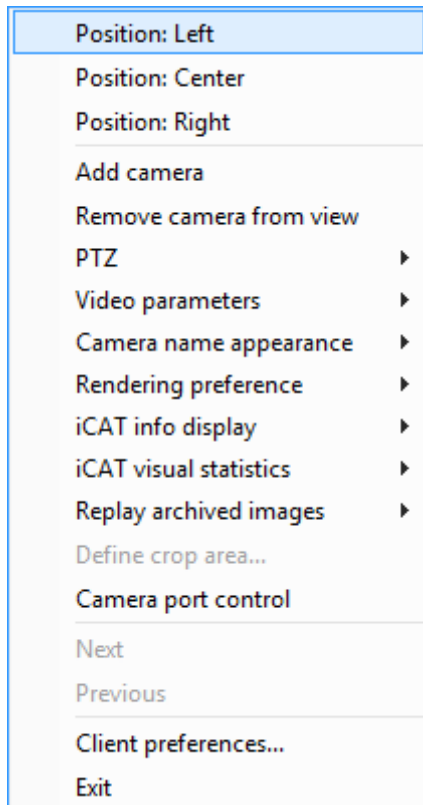 Position: Left
Position: Center
Position: Right
Add camera
Remove camera from view
PTZ
Video parameters
Camera name appearance
Rendering preference
iCAT info display
iCAT visual statistics
Replay archived images
Define crop area...
Camera port control
Next
Previous
Client preferences...
Exit